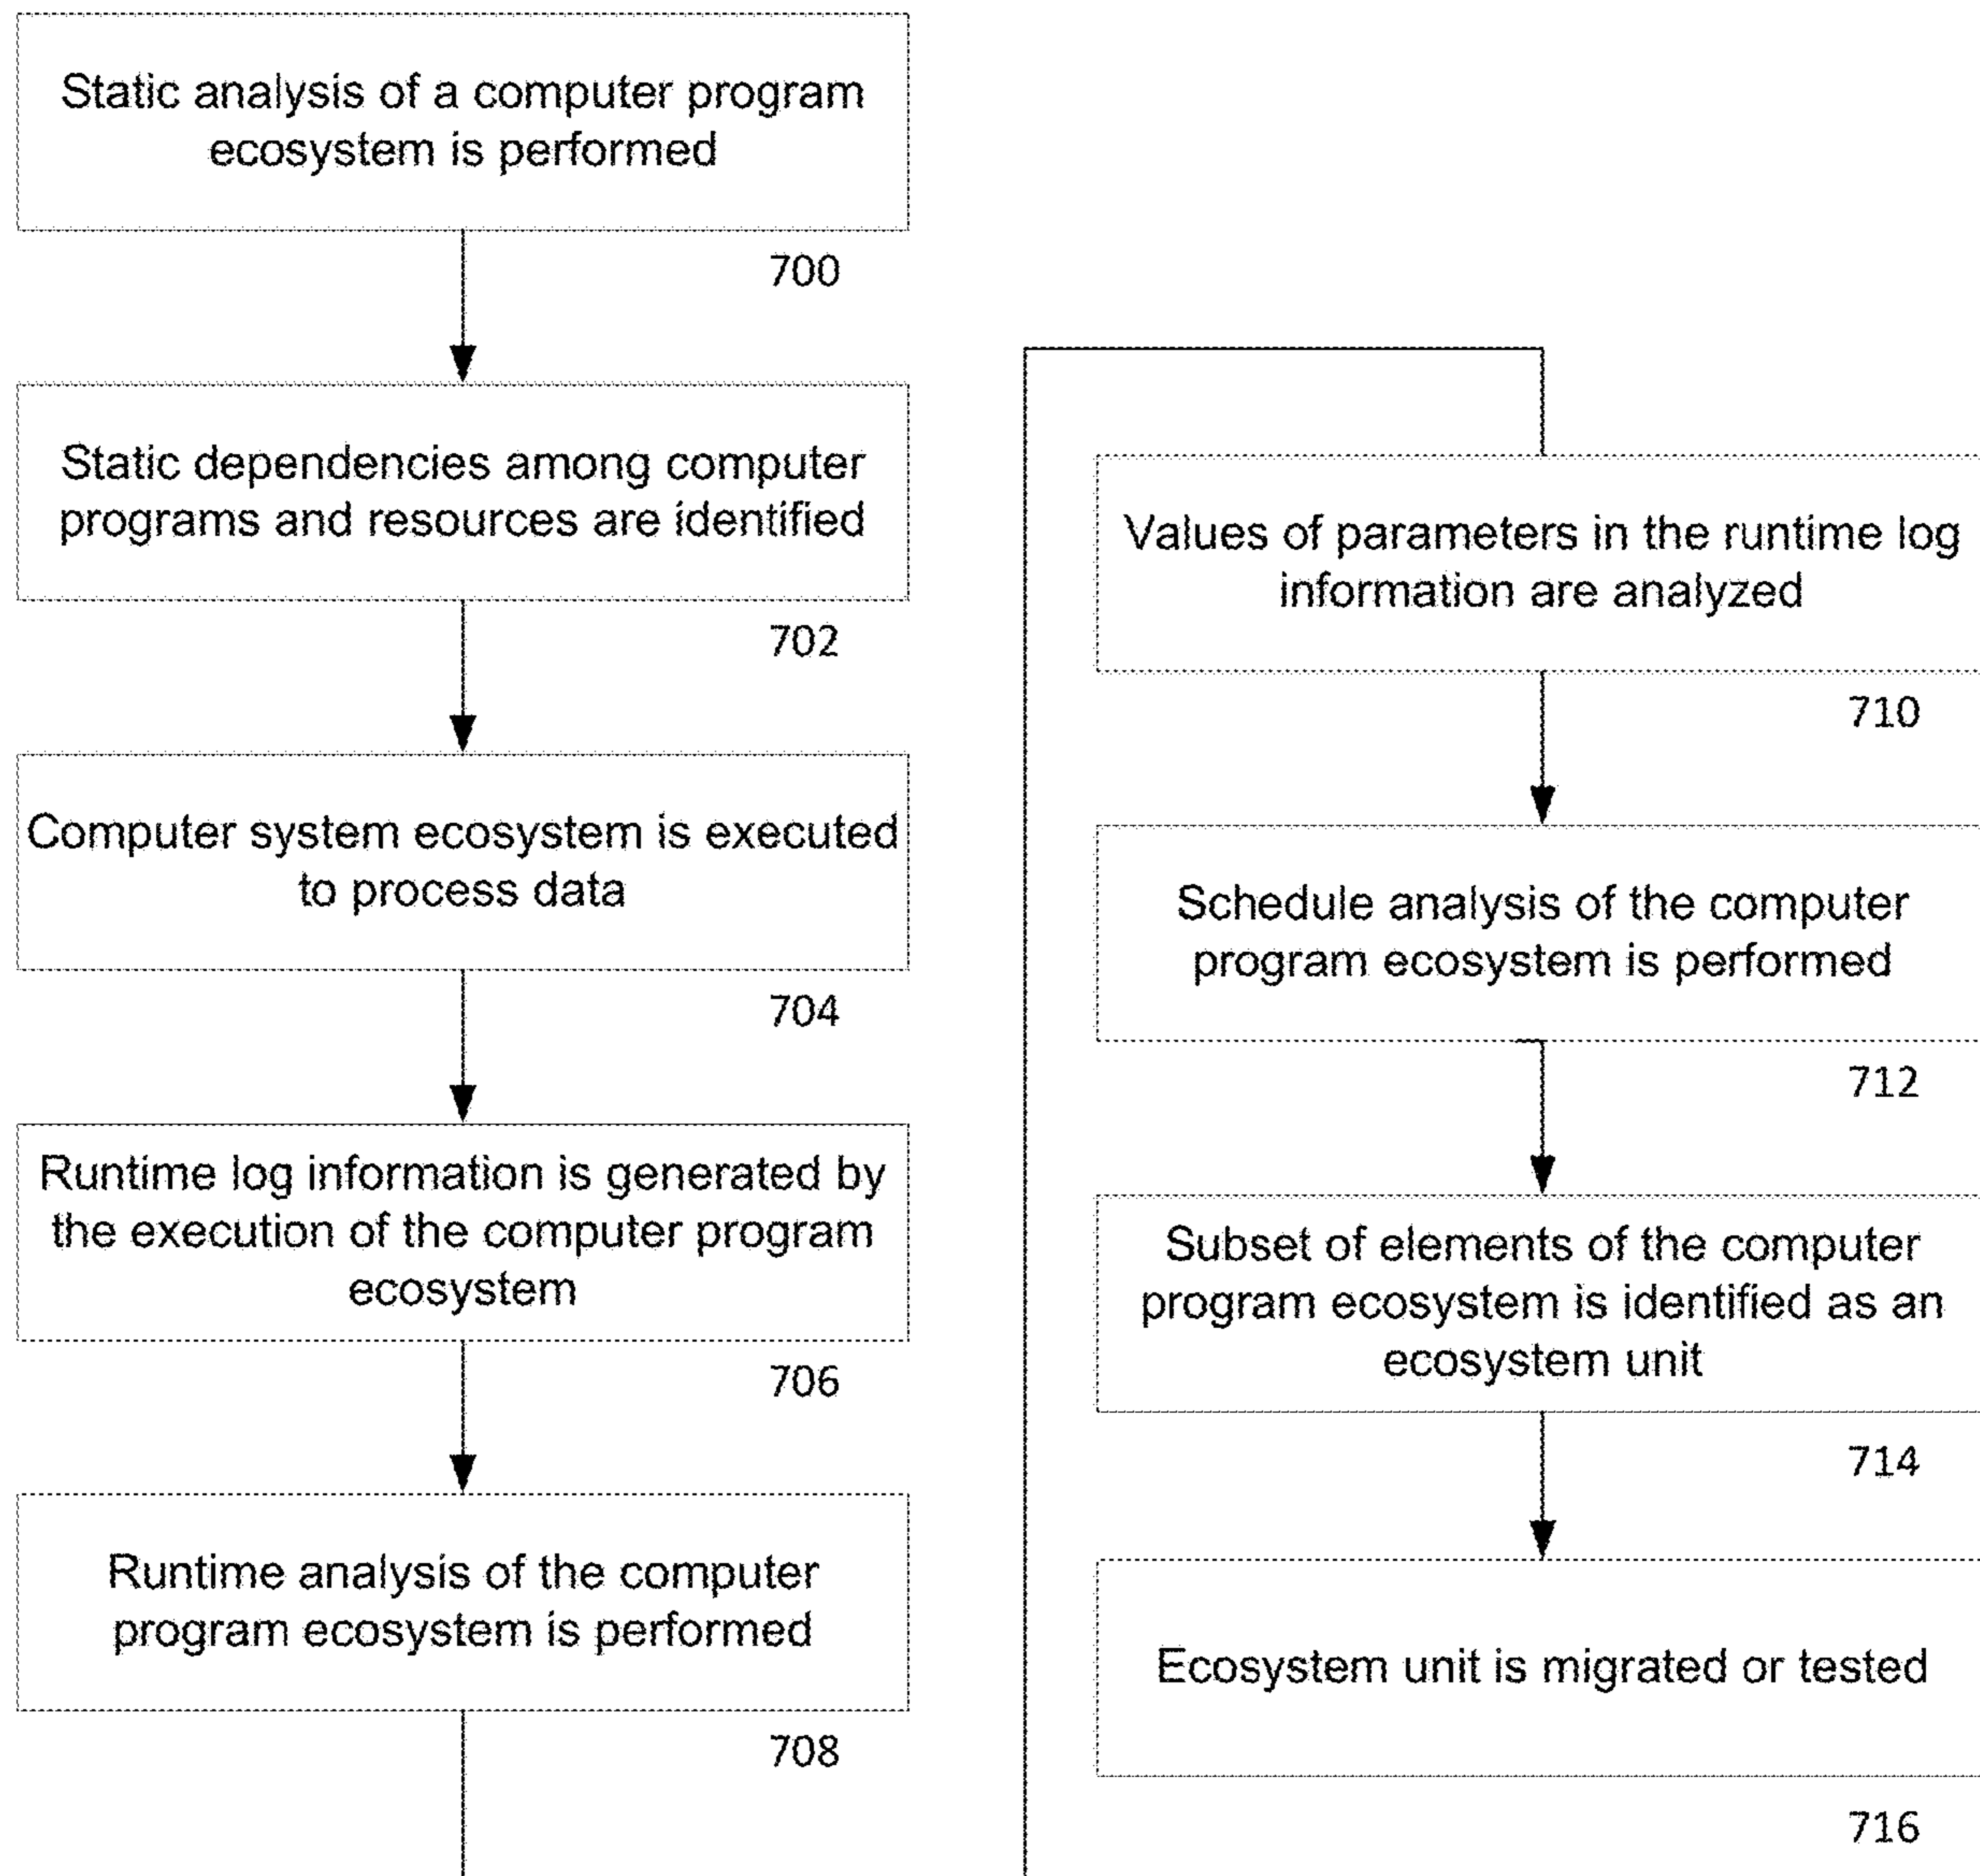 Static analysis of a computer program
ecosystem is performed
700
Static dependencies among computer
programs and resources are identified
702
Computer system ecosystem is executed
to process data
704
Runtime log information is generated by
the execution of the computer program
ecosystem
706
Runtime analysis of the computer
program ecosystem is performed
708
Values of parameters in the runtime log
information are analyzed
710
Schedule analysis of the computer
program ecosystem is performed
712
Subset of elements of the computer
program ecosystem is identified as an
ecosystem unit
714
Ecosystem unit is migrated or tested
716